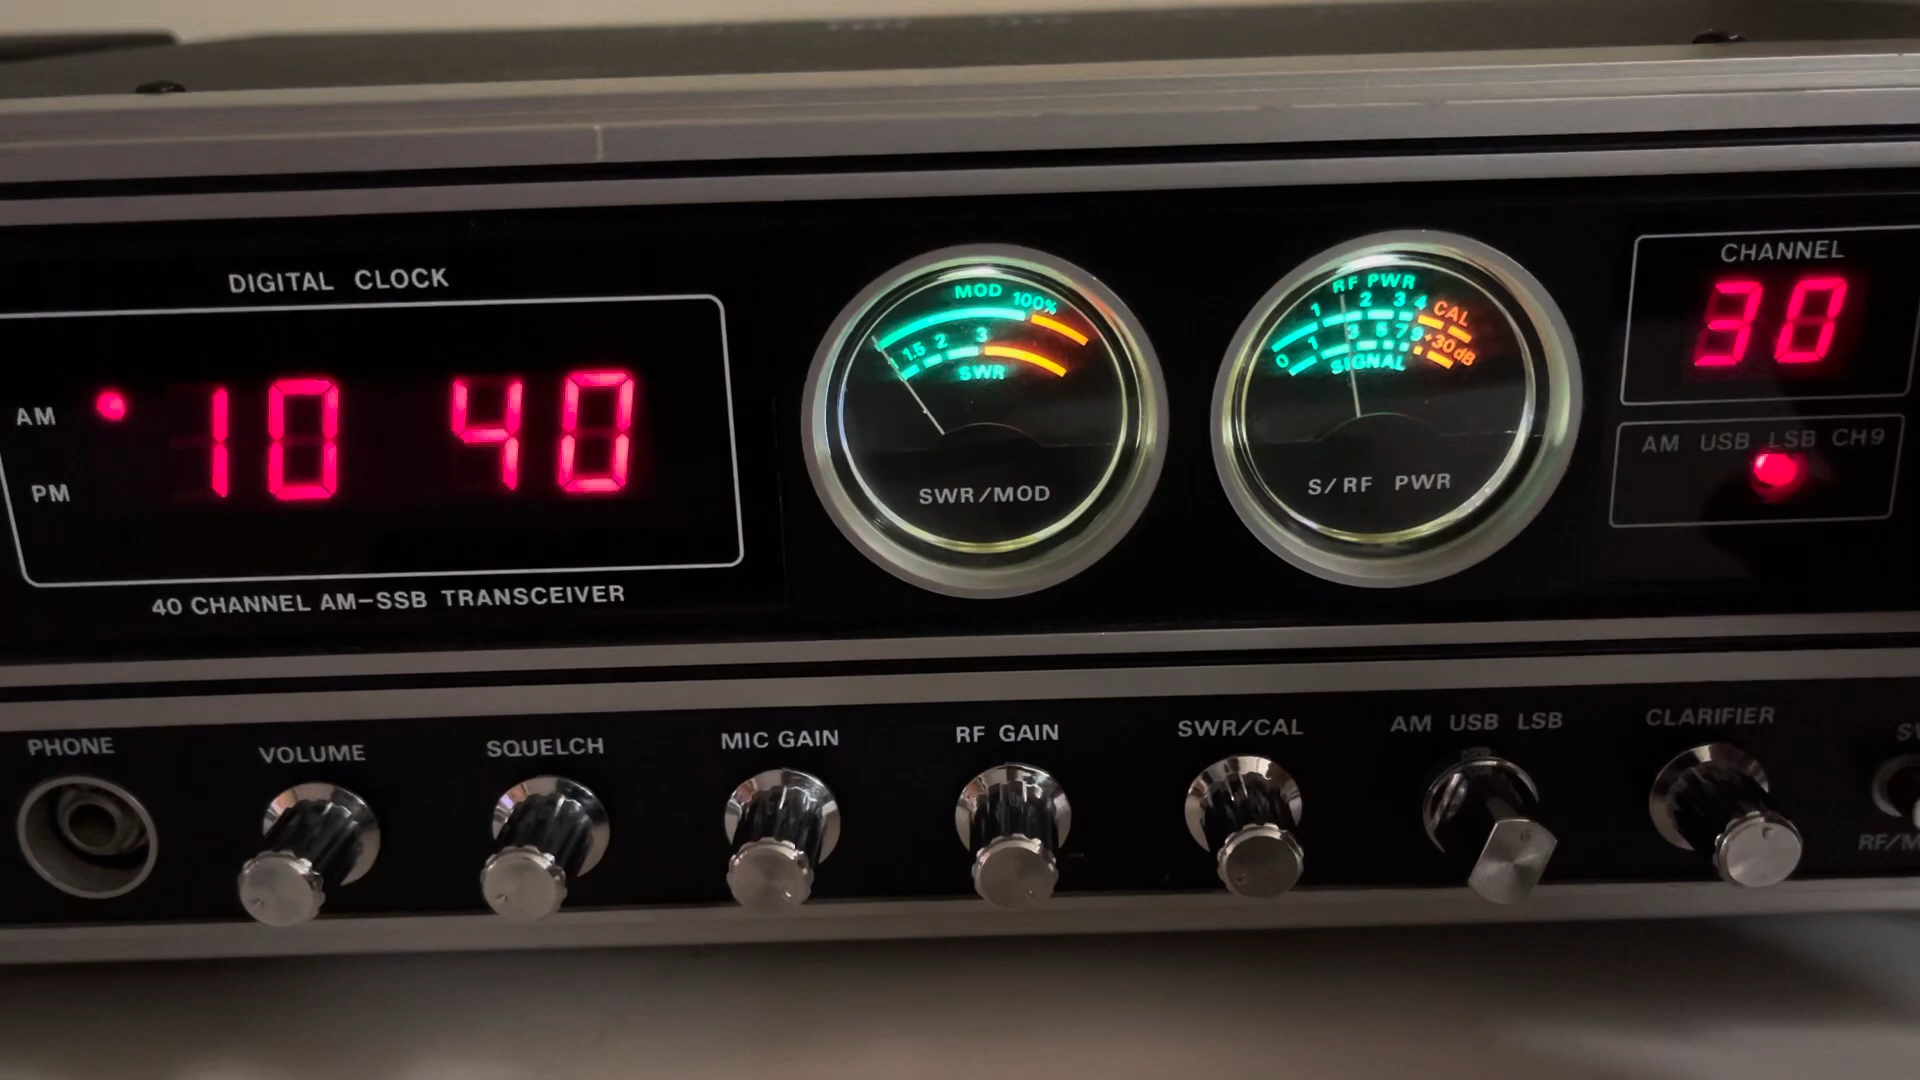 DIGITAL CLOCK
AM
10 40
PM
40 CHANNEL AM-SSB TRANSCEIVER
MOD 100%
1.5 2 3
SWR
SWR/MOD
RF PWR
1 2 3 4 CAL
0 1 3 5 7 9 +30dB
SIGNAL
S/RF PWR
CHANNEL
30
AM USB LSB CH9
PHONE
VOLUME
SQUELCH
MIC GAIN
RF GAIN
SWR/CAL
AM USB LSB
CLARIFIER